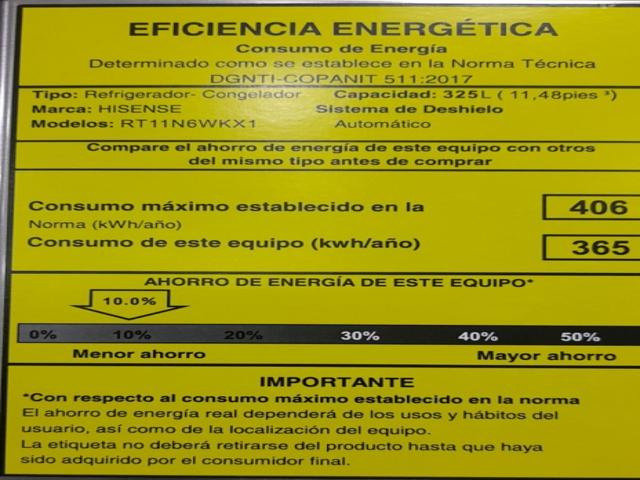 EFICIENCIA ENERGÉTICA
Consumo de Energía
Determinado como se establece en la Norma Técnica
DGNTI-COPANIT 511:2017
Tipo: Refrigerador- Congelador Capacidad: 325L ( 11,48pies ³)
Marca: HISENSE Sistema de Deshielo
Modelos: RT11N6WKX1 Automático
Compare el ahorro de energía de este equipo con otros
del mismo tipo antes de comprar
Consumo máximo establecido en la 406
Norma (kWh/año)
Consumo de este equipo (kwh/año) 365
AHORRO DE ENERGÍA DE ESTE EQUIPO*
10.0%
0% 10% 20% 30% 40% 50%
Menor ahorro Mayor ahorro
IMPORTANTE
*Con respecto al consumo máximo establecido en la norma
El ahorro de energía real dependerá de los usos y hábitos del
usuario, así como de la localización del equipo.
La etiqueta no deberá retirarse del producto hasta que haya
sido adquirido por el consumidor final.